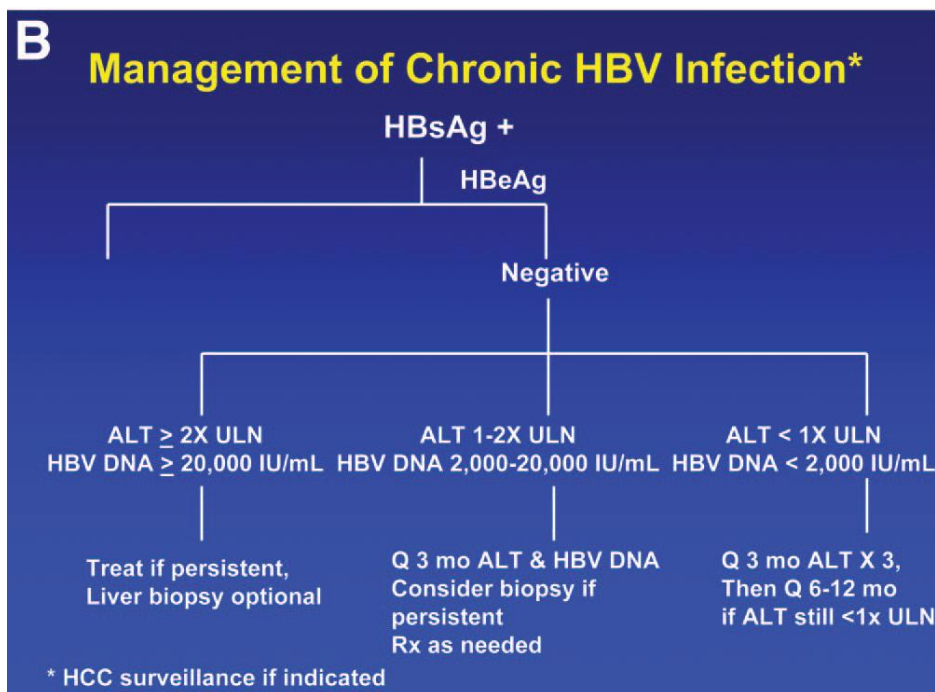 B
Management of Chronic HBV Infection*
HBsAg +
HBeAg
Negative
ALT ≥ 2X ULN
HBV DNA ≥ 20,000 IU/mL
ALT 1-2X ULN
HBV DNA 2,000-20,000 IU/mL
ALT < 1X ULN
HBV DNA < 2,000 IU/mL
Treat if persistent,
Liver biopsy optional
Q 3 mo ALT & HBV DNA
Consider biopsy if
persistent
Rx as needed
Q 3 mo ALT X 3,
Then Q 6-12 mo
if ALT still <1x ULN
* HCC surveillance if indicated